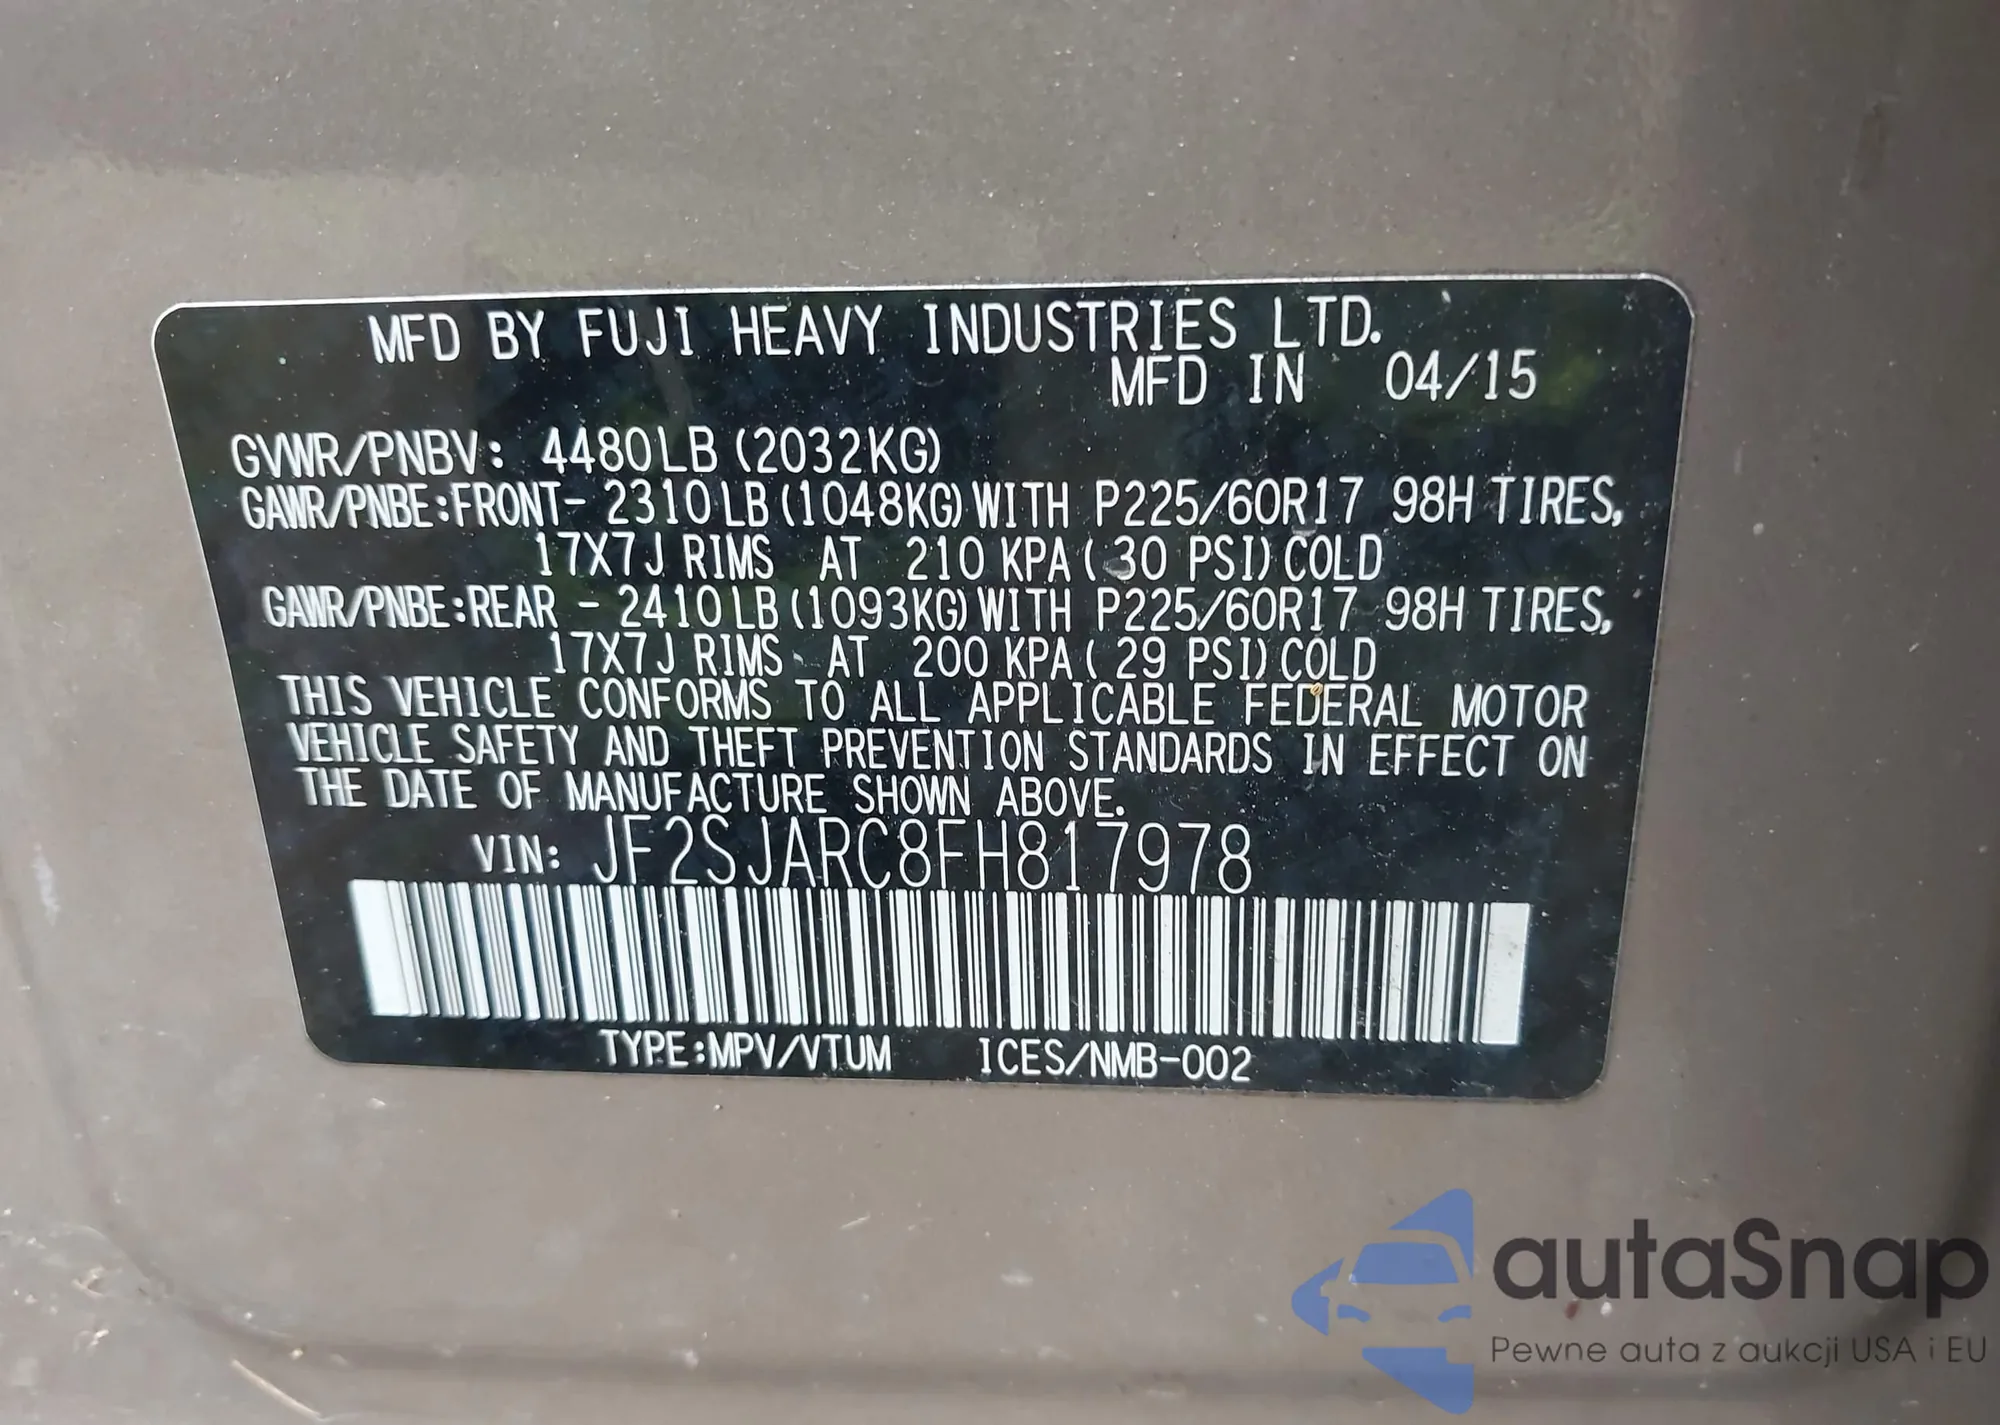 MFD BY FUJI HEAVY INDUSTRIES LTD.
MFD IN 04/15
GVWR/PNBV: 4480LB (2032KG)
GAWR/PNBE:FRONT- 2310LB(1048KG)WITH P225/60R17 98H TIRES,
17X7J RIMS AT 210 KPA( 30 PSI)COLD
GAWR/PNBE:REAR - 2410LB(1093KG)WITH P225/60R17 98H TIRES,
17X7J RIMS AT 200 KPA( 29 PSI)COLD
THIS VEHICLE CONFORMS TO ALL APPLICABLE FEDERAL MOTOR
VEHICLE SAFETY AND THEFT PREVENTION STANDARDS IN EFFECT ON
THE DATE OF MANUFACTURE SHOWN ABOVE.
VIN: JF2SJARC8FH817978
TYPE:MPV/VTUM ICES/NMB-002
autaSnap
Pewne auta z aukcji USA i EU